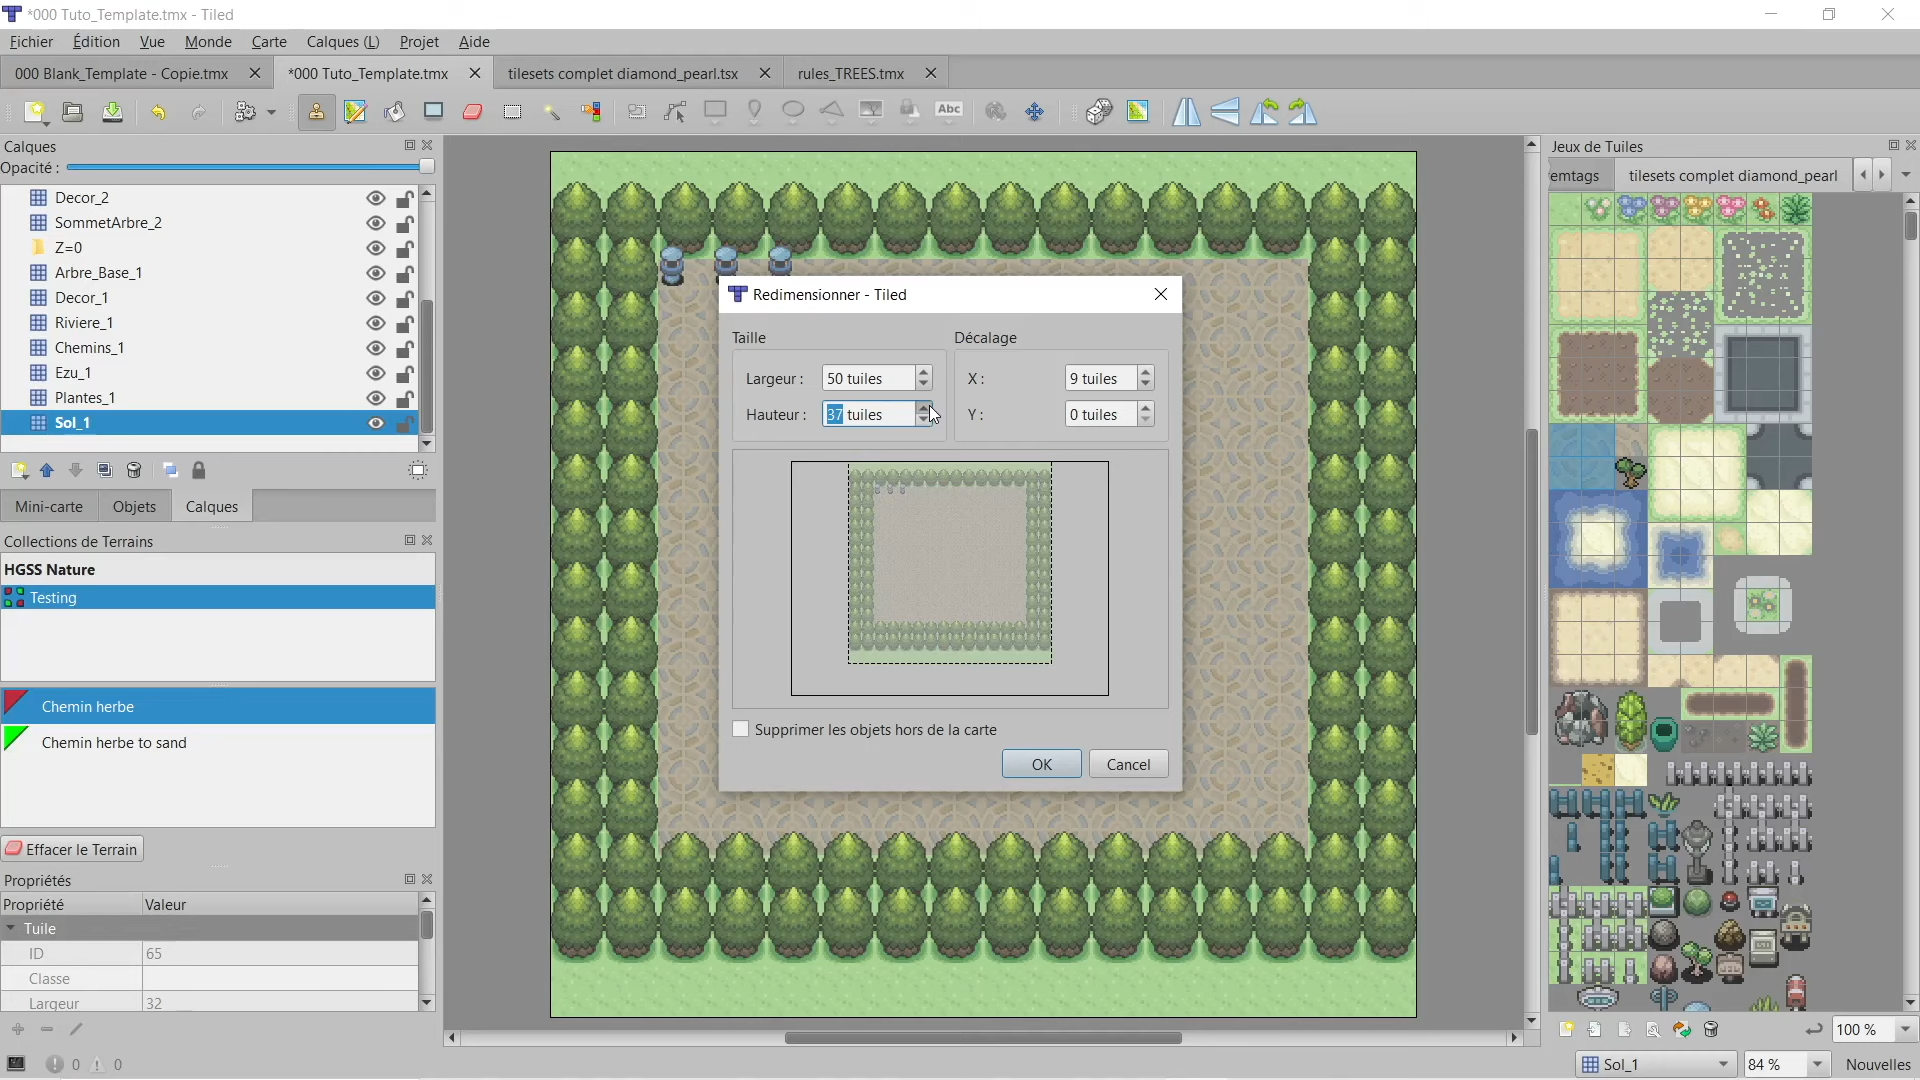 *000 Tuto_Template.tmx - Tiled
Fichier Édition Vue Monde Carte Calques (L) Projet Aide
000 Blank_Template - Copie.tmx
*000 Tuto_Template.tmx
tilesets complet diamond_pearl.tsx
rules_TREES.tmx
Abc
Calques
Opacité :
Decor_2
SommetArbre_2
Z=0
Arbre_Base_1
Decor_1
Riviere_1
Chemins_1
Ezu_1
Plantes_1
Sol_1
Mini-carte Objets Calques
Collections de Terrains
HGSS Nature
Testing
Chemin herbe
Chemin herbe to sand
Effacer le Terrain
Propriétés
Propriété Valeur
Tuile
ID 65
Classe
Largeur 32
0 0
Redimensionner - Tiled
Taille Décalage
Largeur : 50 tuiles X : 9 tuiles
Hauteur : 37 tuiles Y : 0 tuiles
Supprimer les objets hors de la carte
OK Cancel
Jeux de Tuiles
emtags tilesets complet diamond_pearl
100 %
Sol_1 84 % Nouvelles